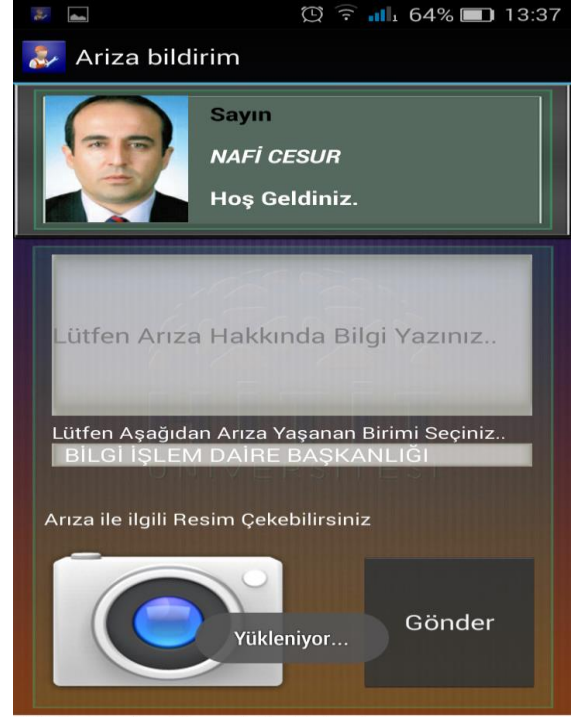 64% 13:37
Ariza bildirim
Sayın
NAFİ CESUR
Hoş Geldiniz.
Lütfen Arıza Hakkında Bilgi Yazınız..
Lütfen Aşağıdan Arıza Yaşanan Birimi Seçiniz..
BİLGİ İŞLEM DAİRE BAŞKANLIĞI
Arıza ile ilgili Resim Çekebilirsiniz
Gönder
Yükleniyor...